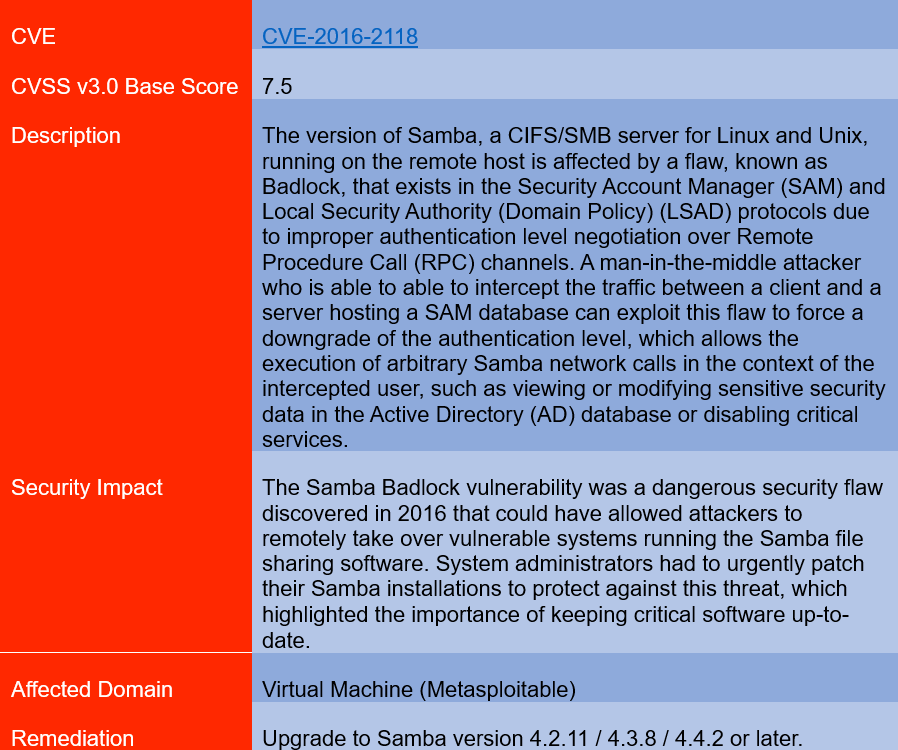 CVE
CVE-2016-2118
CVSS v3.0 Base Score
7.5
Description
The version of Samba, a CIFS/SMB server for Linux and Unix,
running on the remote host is affected by a flaw, known as
Badlock, that exists in the Security Account Manager (SAM) and
Local Security Authority (Domain Policy) (LSAD) protocols due
to improper authentication level negotiation over Remote
Procedure Call (RPC) channels. A man-in-the-middle attacker
who is able to able to intercept the traffic between a client and a
server hosting a SAM database can exploit this flaw to force a
downgrade of the authentication level, which allows the
execution of arbitrary Samba network calls in the context of the
intercepted user, such as viewing or modifying sensitive security
data in the Active Directory (AD) database or disabling critical
services.
Security Impact
The Samba Badlock vulnerability was a dangerous security flaw
discovered in 2016 that could have allowed attackers to
remotely take over vulnerable systems running the Samba file
sharing software. System administrators had to urgently patch
their Samba installations to protect against this threat, which
highlighted the importance of keeping critical software up-to-
date.
Affected Domain
Virtual Machine (Metasploitable)
Remediation
Upgrade to Samba version 4.2.11 / 4.3.8 / 4.4.2 or later.